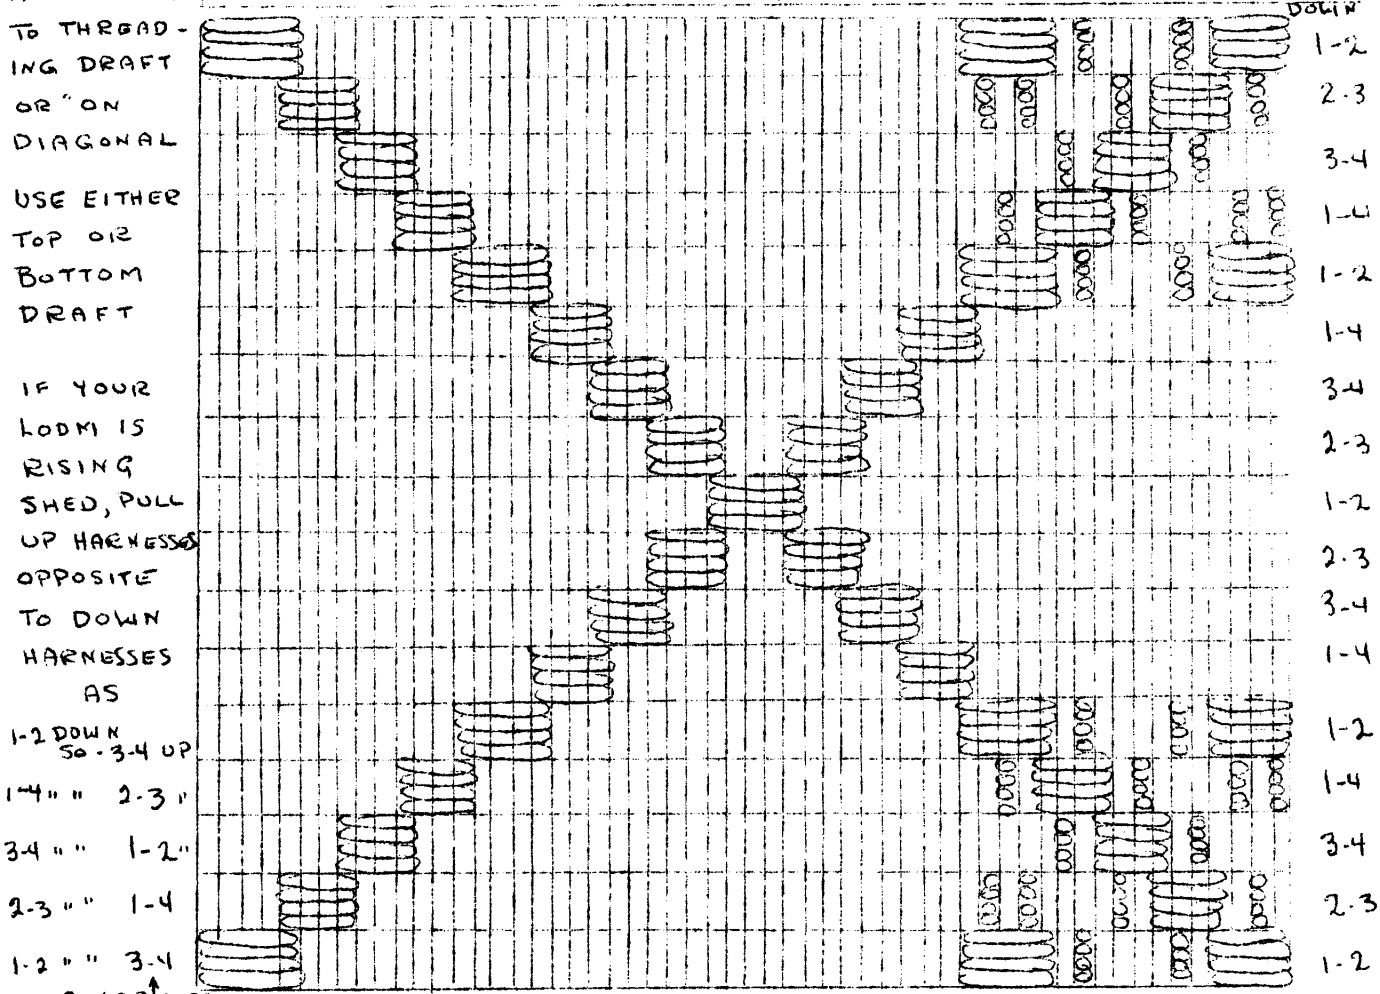 TO THREAD-
ING DRAFT
OR "ON
DIAGONAL
USE EITHER
TOP OR
BOTTOM
DRAFT
IF YOUR
LOOM IS
RISING
SHED, PULL
UP HARNESSES
OPPOSITE
TO DOWN
HARNESSES
AS
1-2 DOWN
SO - 3-4 UP
1-4 " " 2-3 "
3-4 " " 1-2 "
2-3 " " 1-4
1-2 " " 3-4
DOWN
1-2
2-3
3-4
1-4
1-2
1-4
3-4
2-3
1-2
2-3
3-4
1-4
1-2
1-4
3-4
2-3
1-2